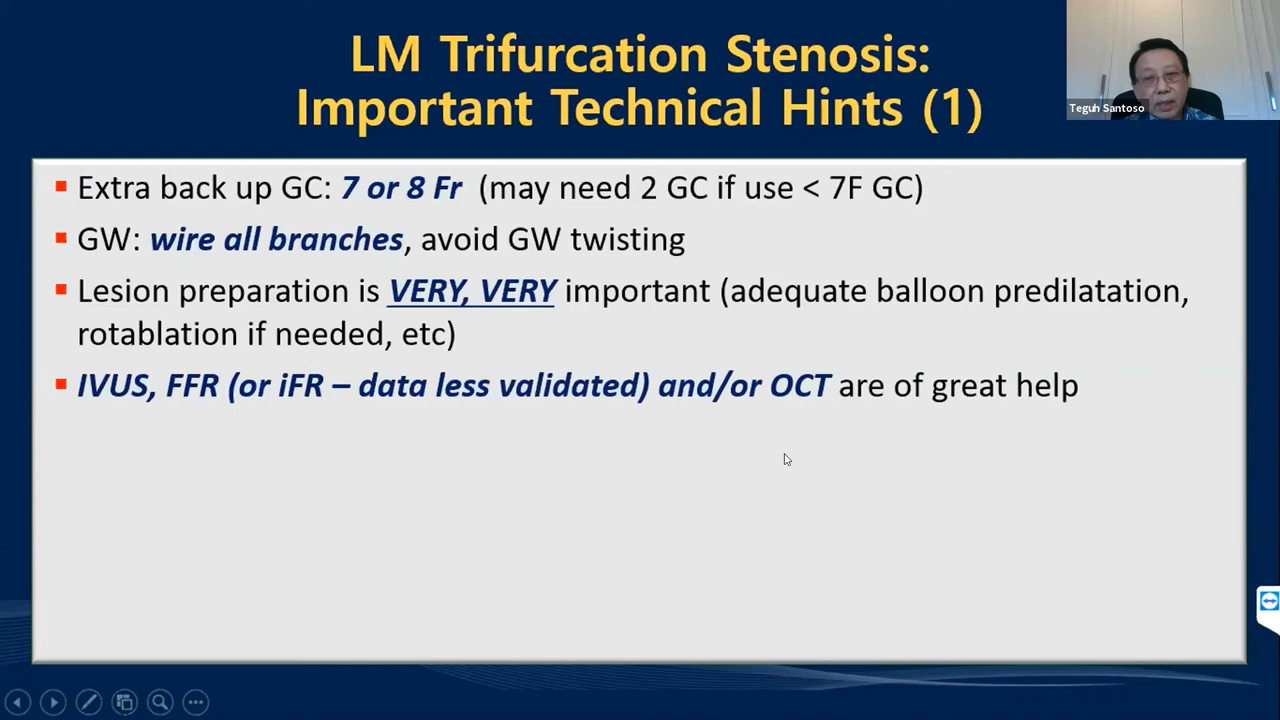 LM Trifurcation Stenosis:
Important Technical Hints (1)
Teguh Santoso
Extra back up GC: 7 or 8 Fr (may need 2 GC if use < 7F GC)
GW: wire all branches, avoid GW twisting
Lesion preparation is VERY, VERY important (adequate balloon predilatation,
rotablation if needed, etc)
IVUS, FFR (or iFR – data less validated) and/or OCT are of great help